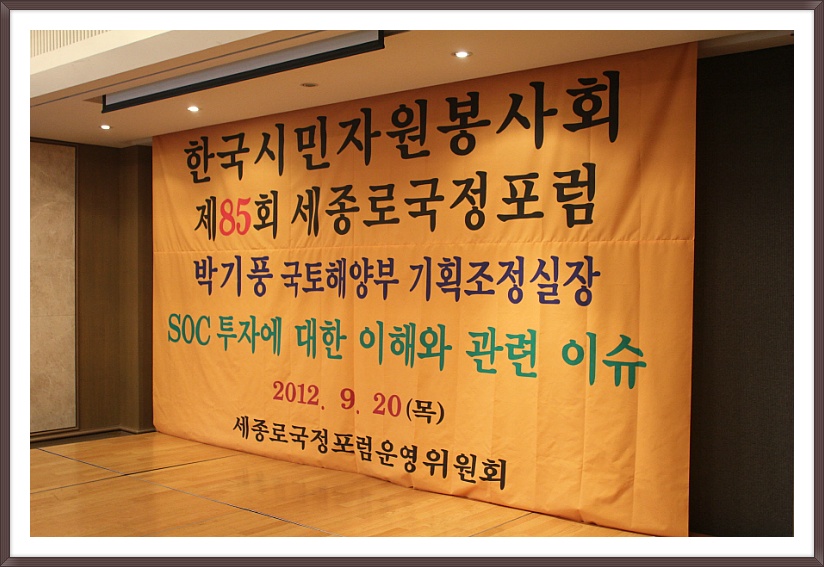 한국시민자원봉사회
제85회 세종로국정포럼
박기풍 국토해양부 기획조정실장
SOC 투자에 대한 이해와 관련 이슈
2012. 9. 20 (목)
세종로국정포럼운영위원회